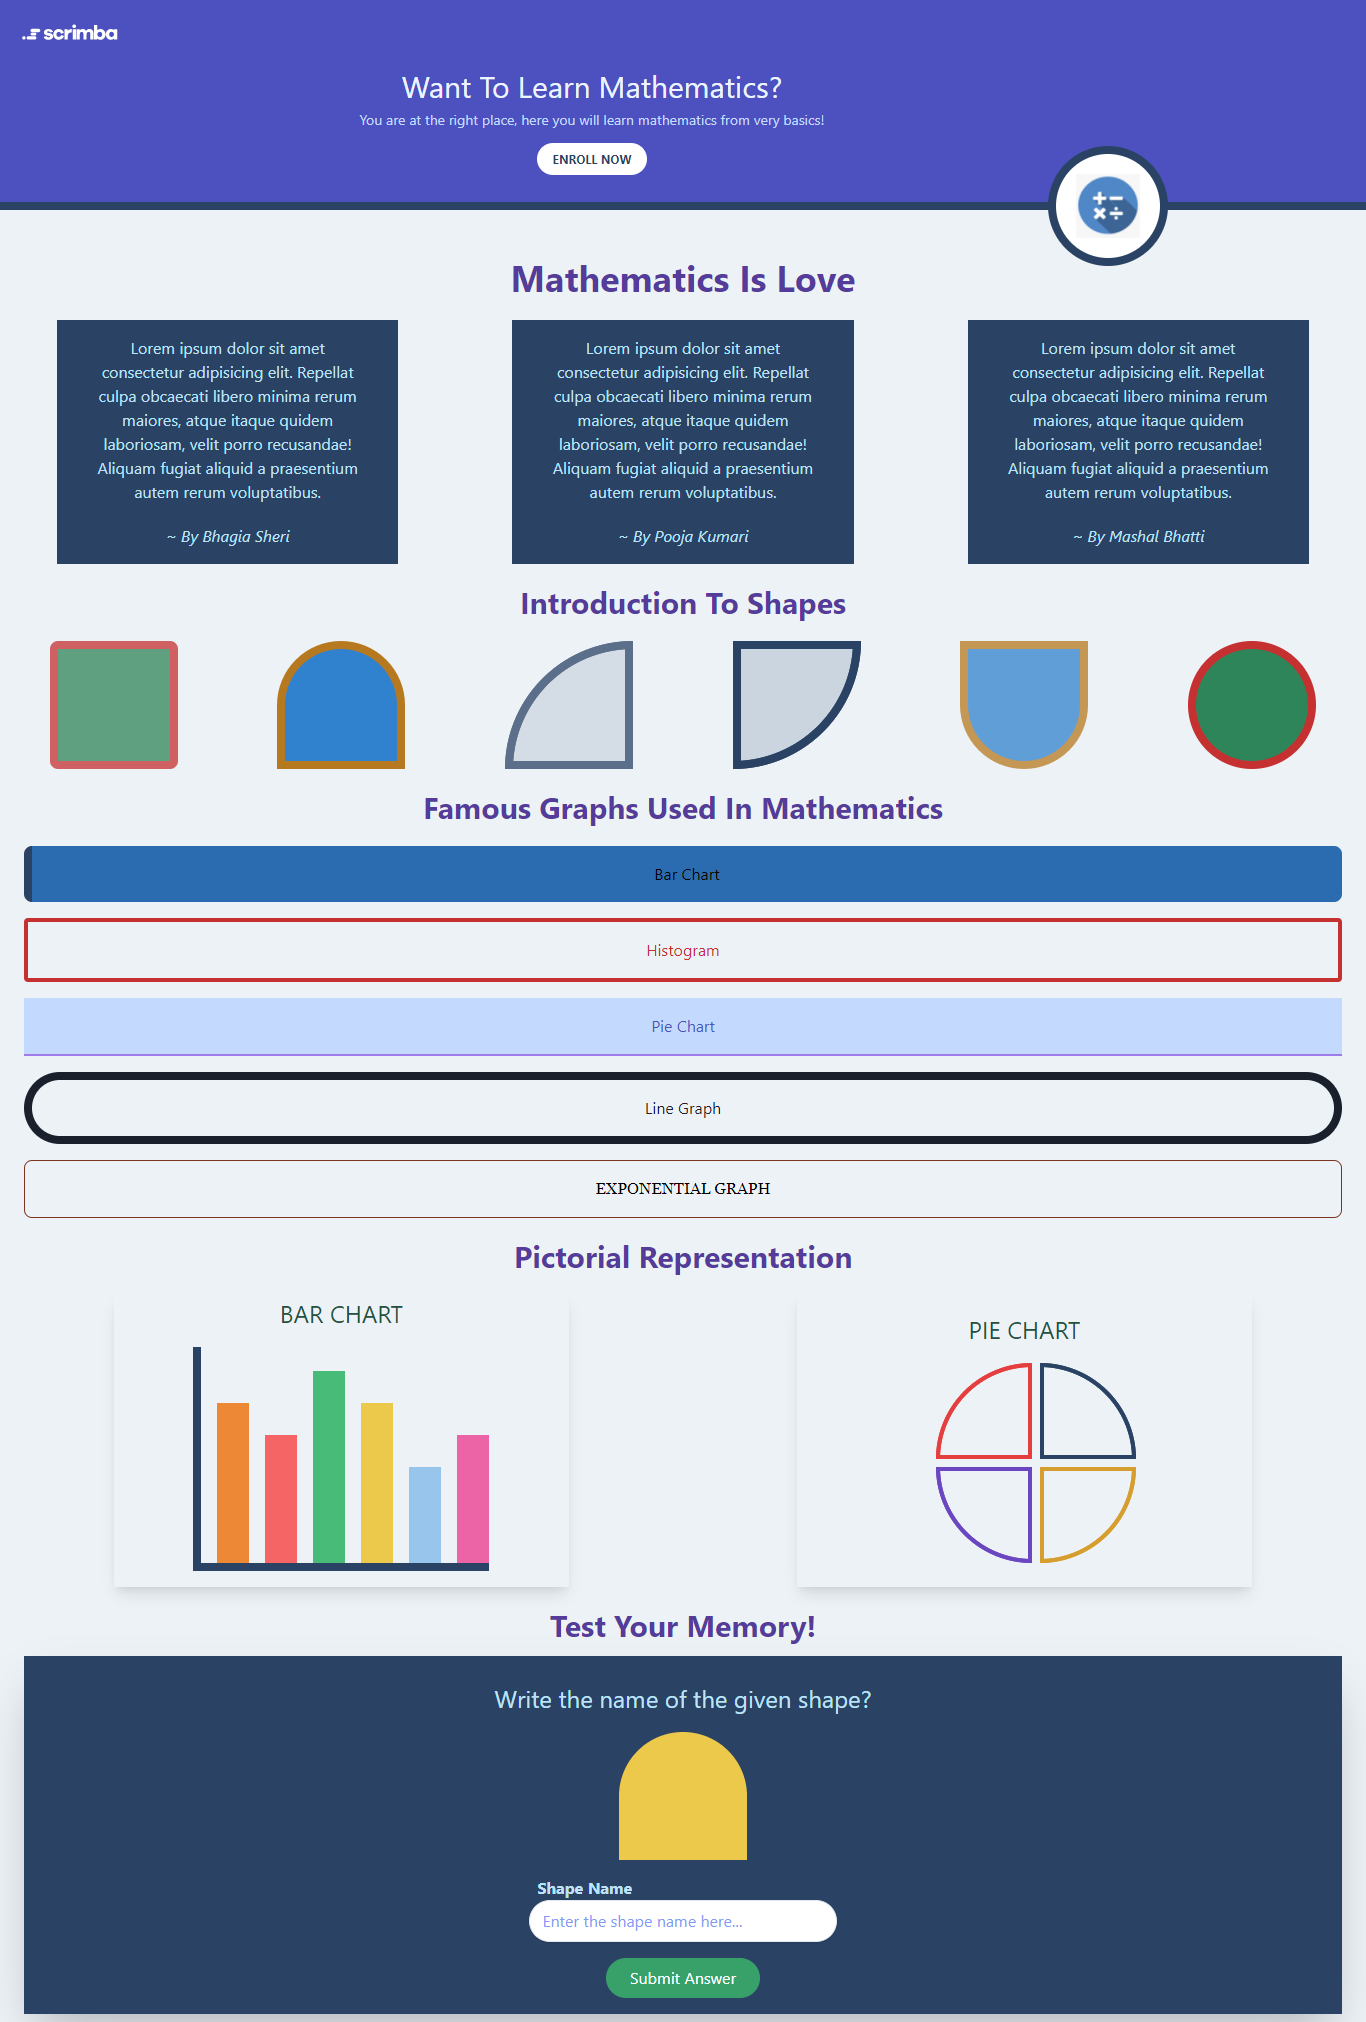 scrimba
Want To Learn Mathematics?
You are at the right place, here you will learn mathematics from very basics!
ENROLL NOW
Mathematics Is Love
Lorem ipsum dolor sit amet
consectetur adipisicing elit. Repellat
culpa obcaecati libero minima rerum
maiores, atque itaque quidem
laboriosam, velit porro recusandae!
Aliquam fugiat aliquid a praesentium
autem rerum voluptatibus.
~ By Bhagia Sheri
Lorem ipsum dolor sit amet
consectetur adipisicing elit. Repellat
culpa obcaecati libero minima rerum
maiores, atque itaque quidem
laboriosam, velit porro recusandae!
Aliquam fugiat aliquid a praesentium
autem rerum voluptatibus.
~ By Pooja Kumari
Lorem ipsum dolor sit amet
consectetur adipisicing elit. Repellat
culpa obcaecati libero minima rerum
maiores, atque itaque quidem
laboriosam, velit porro recusandae!
Aliquam fugiat aliquid a praesentium
autem rerum voluptatibus.
~ By Mashal Bhatti
Introduction To Shapes
Famous Graphs Used In Mathematics
Bar Chart
Histogram
Pie Chart
Line Graph
EXPONENTIAL GRAPH
Pictorial Representation
BAR CHART
PIE CHART
Test Your Memory!
Write the name of the given shape?
Shape Name
Enter the shape name here...
Submit Answer